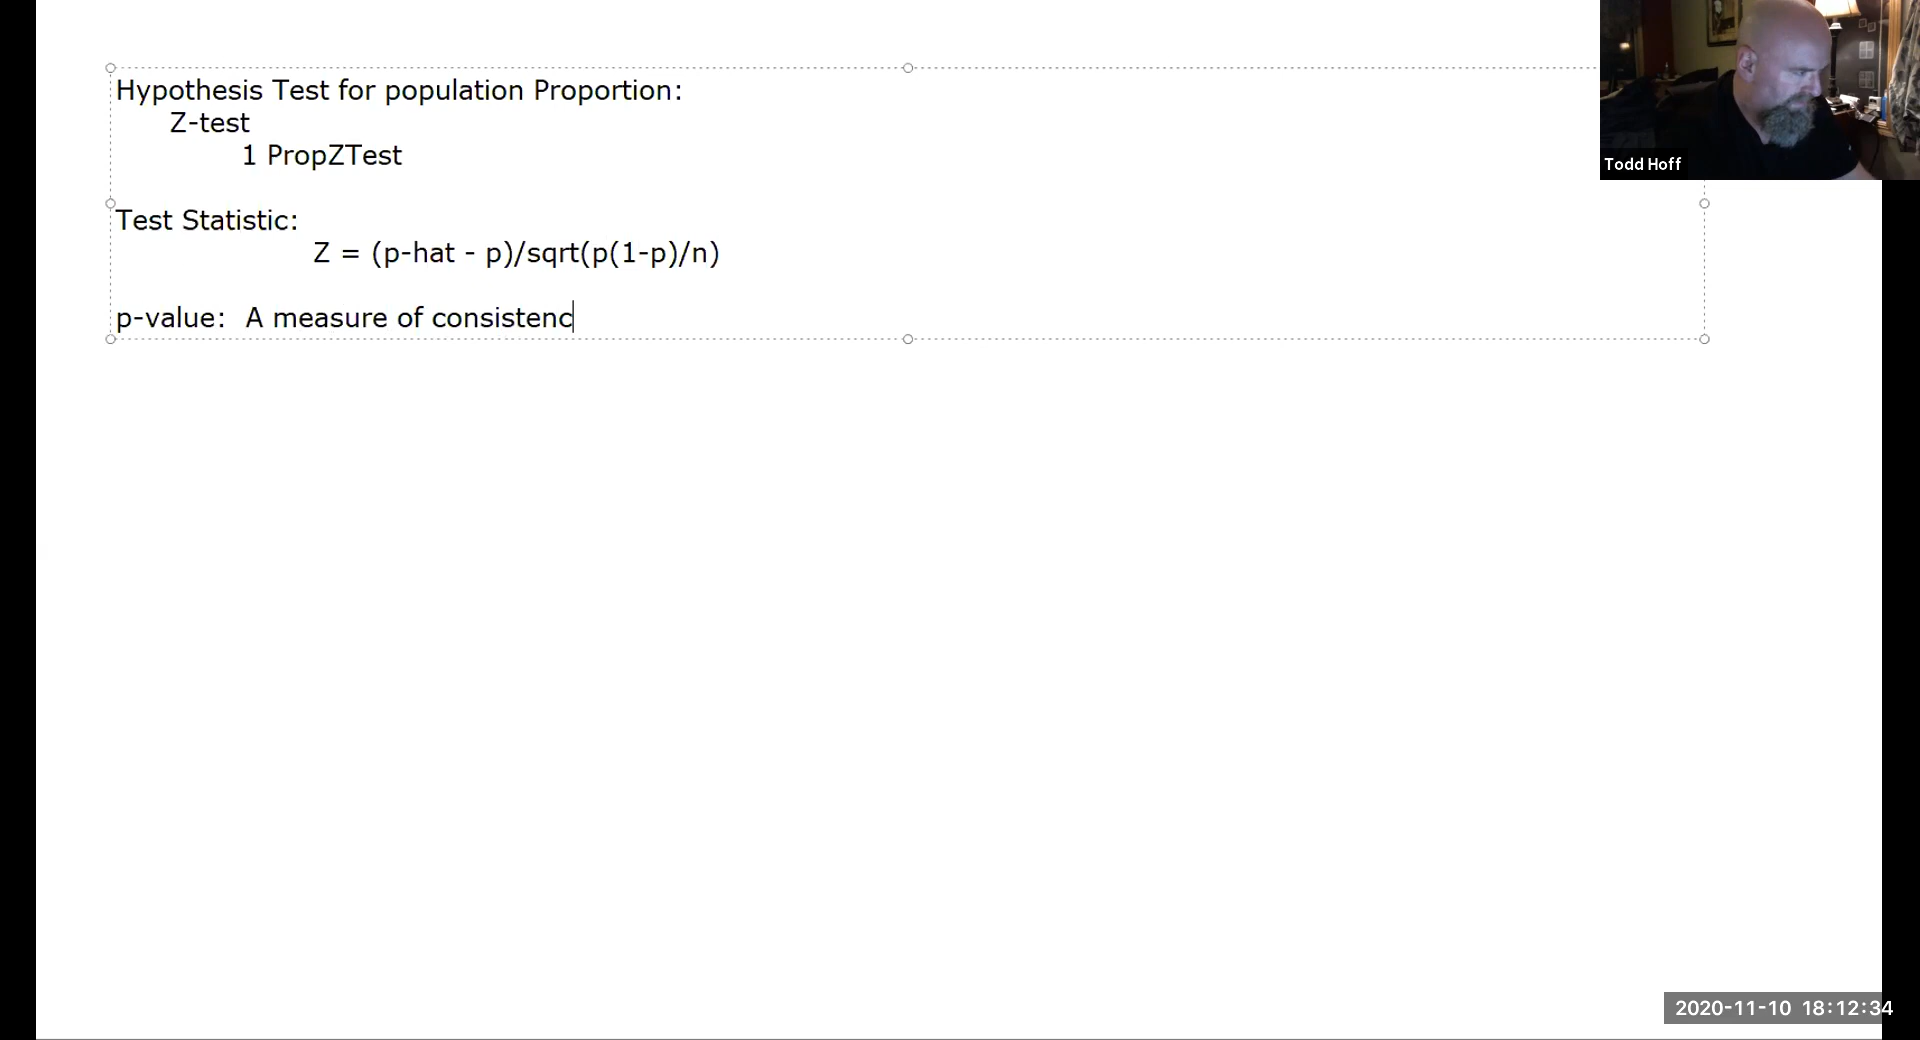 Hypothesis Test for population Proportion:
Z-test
1 PropZTest
Test Statistic:
Z = (p-hat - p)/sqrt(p(1-p)/n)
p-value: A measure of consistenc
Todd Hoff
2020-11-10 18:12:34